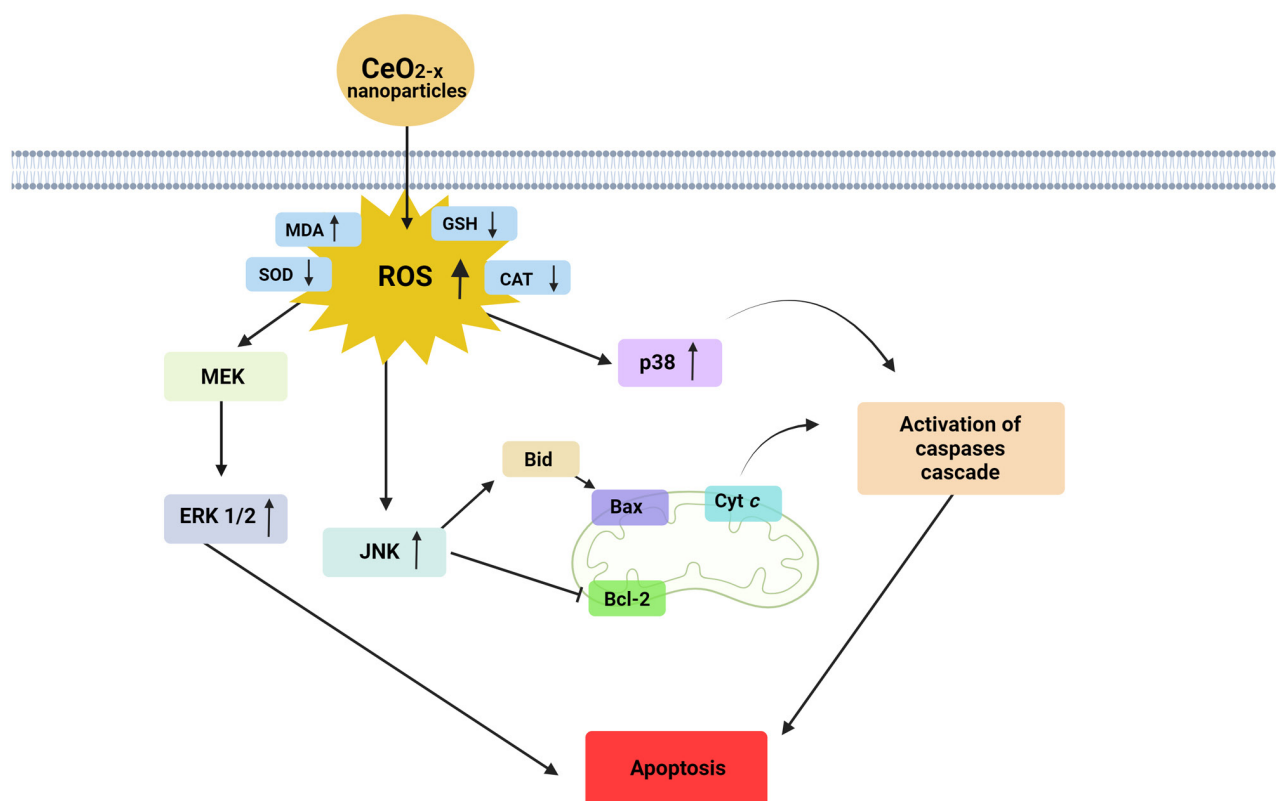 CeO2-x
nanoparticles
MDA ↑
GSH ↓
SOD ↓
ROS ↑
CAT ↓
MEK
p38 ↑
Activation of
caspases
cascade
Bid
Bax
Cyt c
ERK 1/2 ↑
JNK ↑
Bcl-2
Apoptosis